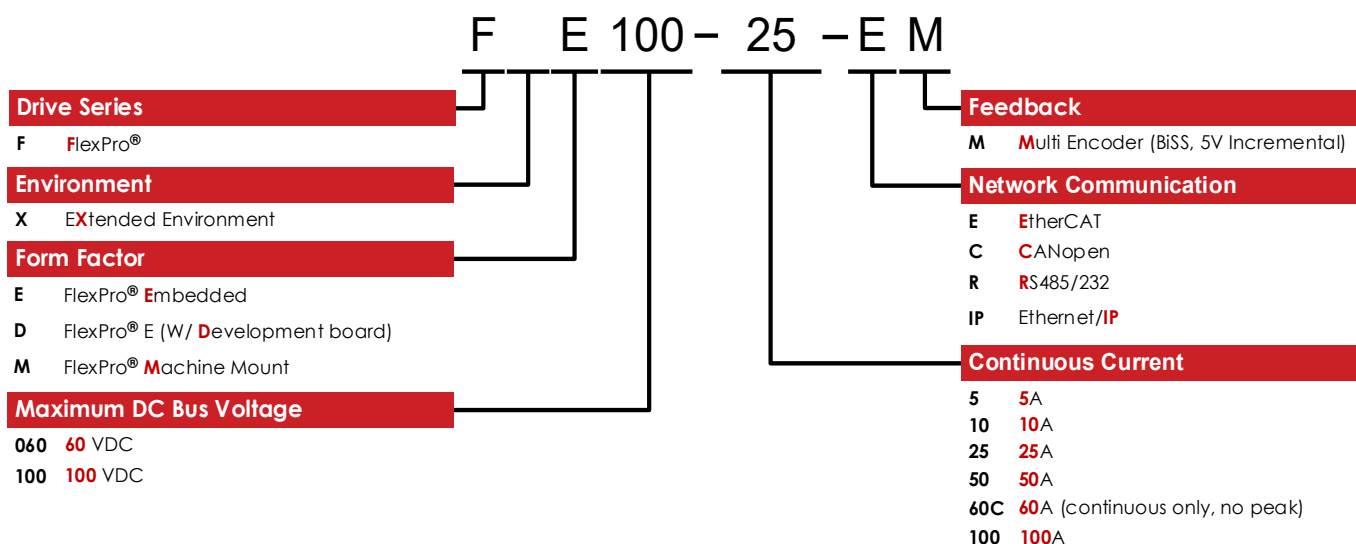 F E 100 – 25 – E M
Drive Series
F FlexPro®
Environment
X EXtended Environment
Form Factor
E FlexPro® Embedded
D FlexPro® E (W/ Development board)
M FlexPro® Machine Mount
Maximum DC Bus Voltage
060 60 VDC
100 100 VDC
Feedback
M Multi Encoder (BiSS, 5V Incremental)
Network Communication
E EtherCAT
C CANopen
R RS485/232
IP Ethernet/IP
Continuous Current
5 5A
10 10A
25 25A
50 50A
60C 60A (continuous only, no peak)
100 100A